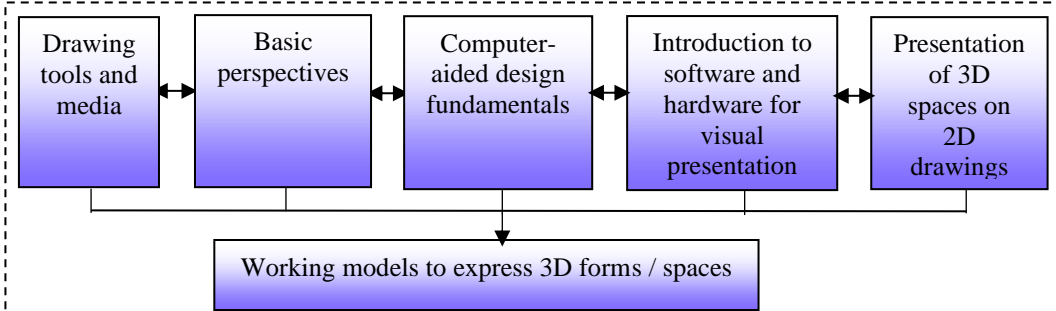 Drawing
tools and
media
Basic
perspectives
Computer-
aided design
fundamentals
Introduction to
software and
hardware for
visual
presentation
Presentation
of 3D
spaces on
2D
drawings
Working models to express 3D forms / spaces